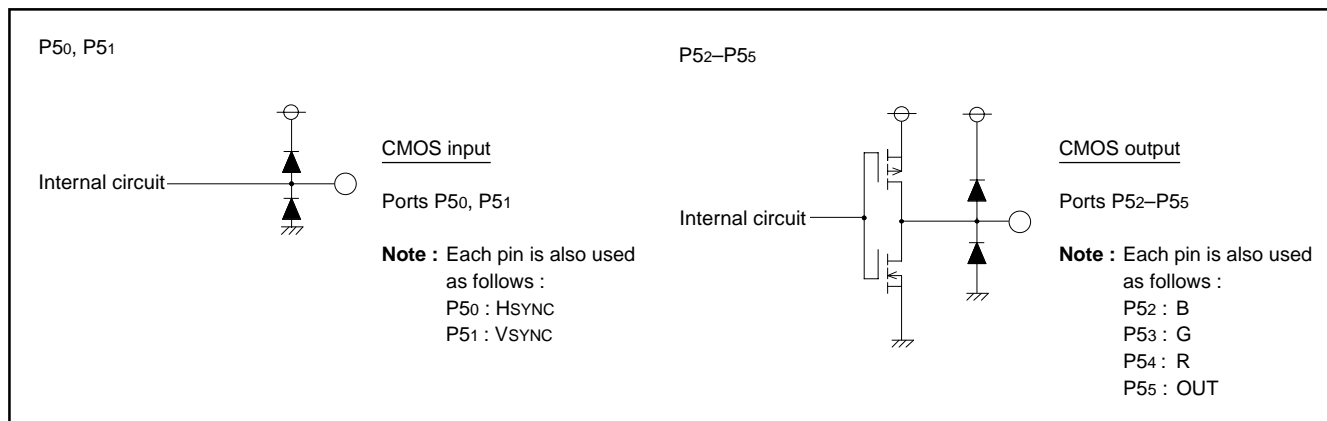 P50, P51
Internal circuit
CMOS input
Ports P50, P51
Note : Each pin is also used
as follows :
P50 : HSYNC
P51 : VSYNC
P52–P55
Internal circuit
CMOS output
Ports P52–P55
Note : Each pin is also used
as follows :
P52 : B
P53 : G
P54 : R
P55 : OUT